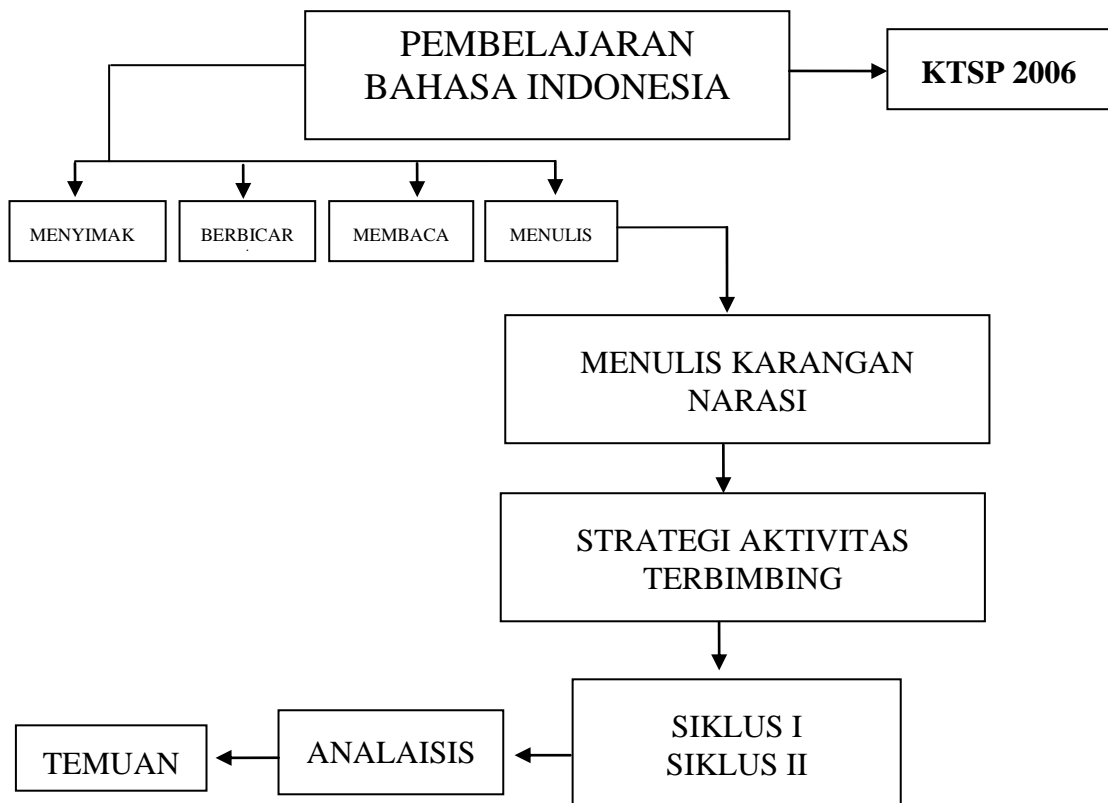 PEMBELAJARAN
BAHASA INDONESIA
KTSP 2006
MENYIMAK
BERBICAR
MEMBACA
MENULIS
MENULIS KARANGAN
NARASI
STRATEGI AKTIVITAS
TERBIMBING
SIKLUS I
SIKLUS II
ANALAISIS
TEMUAN